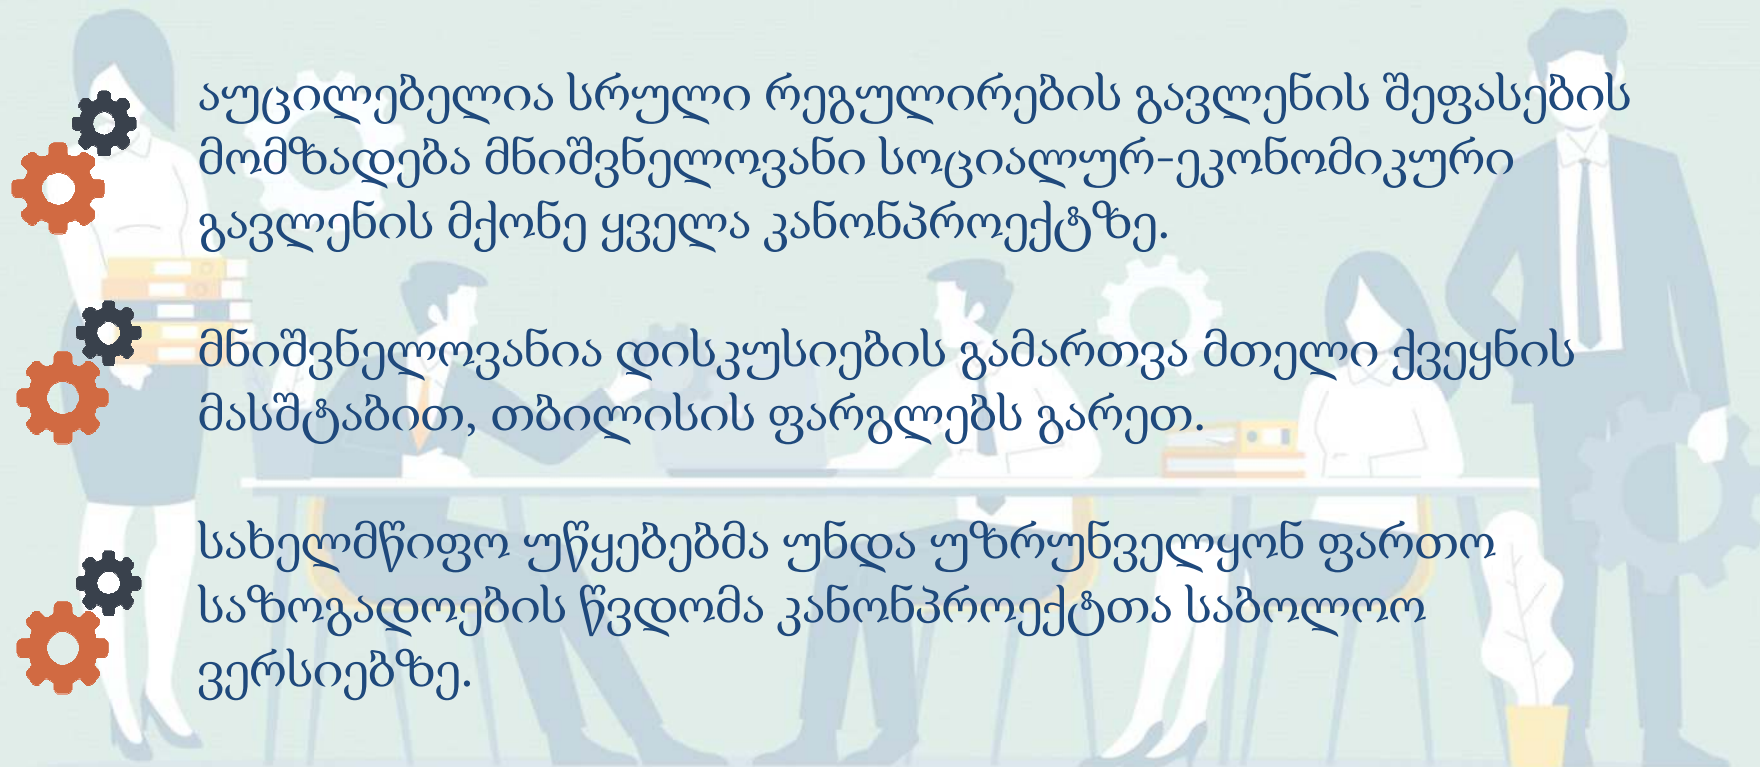 აუცილებელია სრული რეგულირების გავლენის შეფასების
მომზადება მნიშვნელოვანი სოციალურ-ეკონომიკური
გავლენის მქონე ყველა კანონპროექტზე.
მნიშვნელოვანია დისკუსიების გამართვა მთელი ქვეყნის
მასშტაბით, თბილისის ფარგლებს გარეთ.
სახელმწიფო უწყებებმა უნდა უზრუნველყონ ფართო
საზოგადოების წვდომა კანონპროექტთა საბოლოო
ვერსიებზე.